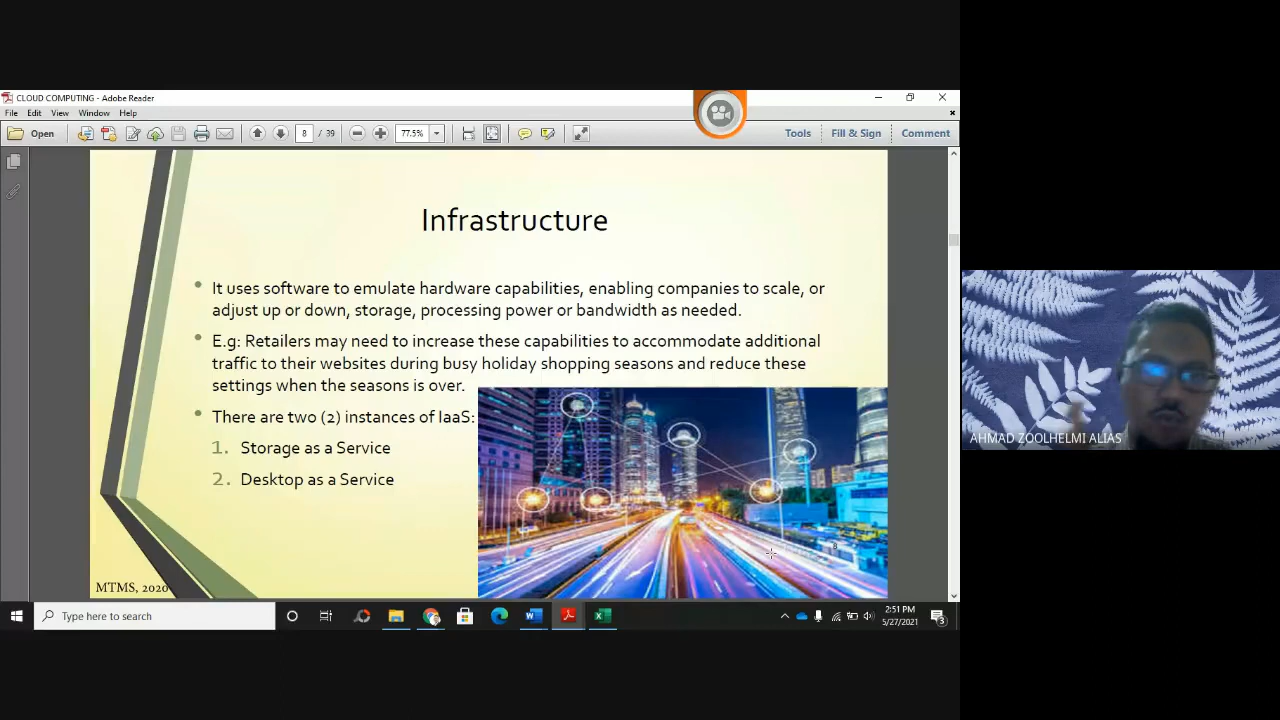 CLOUD COMPUTING - Adobe Reader
File Edit View Window Help
Open 8 / 39 77.5% Tools Fill & Sign Comment
Infrastructure
• It uses software to emulate hardware capabilities, enabling companies to scale, or
adjust up or down, storage, processing power or bandwidth as needed.
• E.g: Retailers may need to increase these capabilities to accommodate additional
traffic to their websites during busy holiday shopping seasons and reduce these
settings when the seasons is over.
• There are two (2) instances of IaaS:
1. Storage as a Service
2. Desktop as a Service
8
MTMS, 2020
AHMAD ZOOLHELMI ALIAS
Type here to search
2:51 PM
5/27/2021
3